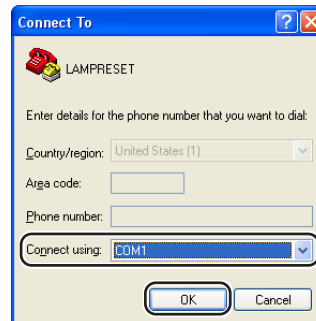 Connect To
LAMPRESET
Enter details for the phone number that you want to dial:
Country/region: United States (1)
Area code:
Phone number:
Connect using: COM1
OK Cancel